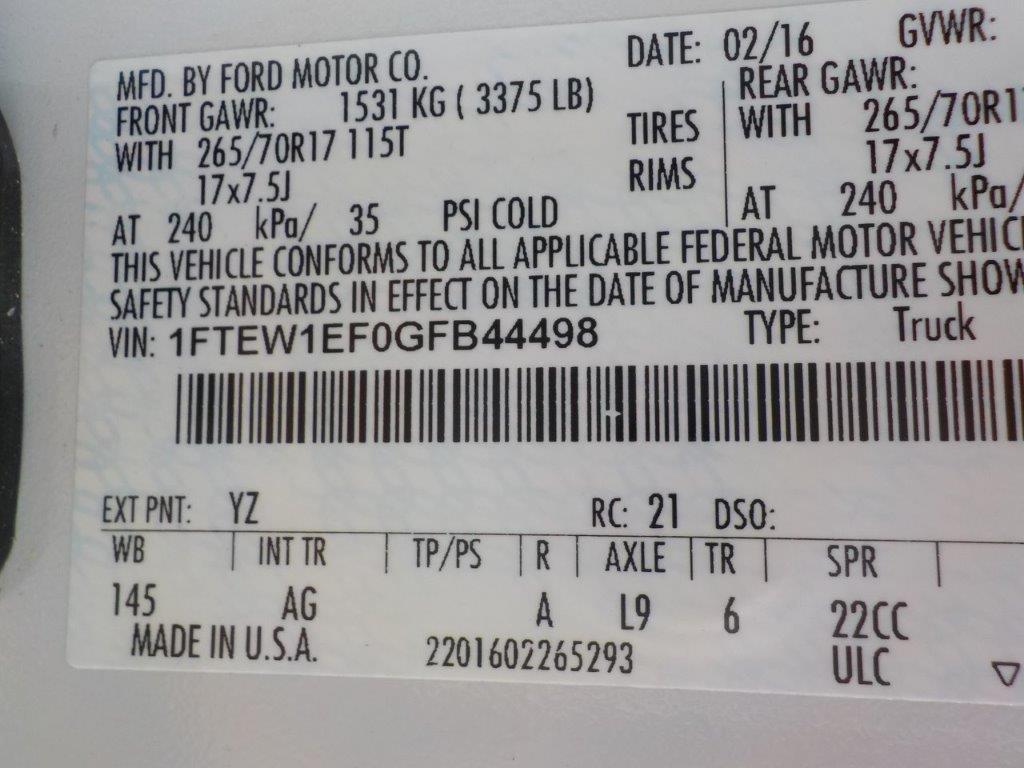 MFD. BY FORD MOTOR CO. DATE: 02/16 GVWR:
FRONT GAWR: 1531 KG ( 3375 LB) REAR GAWR:
WITH 265/70R17 115T TIRES WITH 265/70R1
17x7.5J RIMS 17x7.5J
AT 240 kPa/ 35 PSI COLD AT 240 kPa/
THIS VEHICLE CONFORMS TO ALL APPLICABLE FEDERAL MOTOR VEHIC
SAFETY STANDARDS IN EFFECT ON THE DATE OF MANUFACTURE SHOW
VIN: 1FTEW1EF0GFB44498 TYPE: Truck
EXT PNT: YZ RC: 21 DSO:
WB INT TR TP/PS R AXLE TR SPR
145 AG A L9 6 22CC
MADE IN U.S.A. 2201602265293 ULC